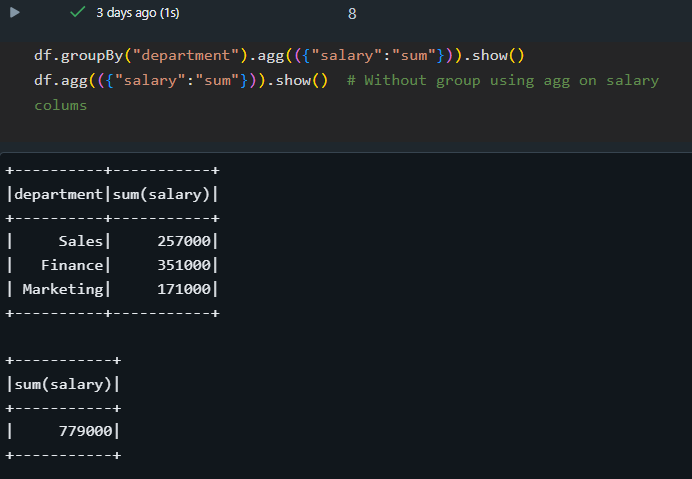 3 days ago (1s)
8
df.groupBy("department").agg(({"salary":"sum"})).show()
df.agg(({"salary":"sum"})).show()  # Without group using agg on salary
colums
+----------+-----------+
|department|sum(salary)|
+----------+-----------+
|     Sales|     257000|
|   Finance|     351000|
| Marketing|     171000|
+----------+-----------+
+-----------+
|sum(salary)|
+-----------+
|     779000|
+-----------+